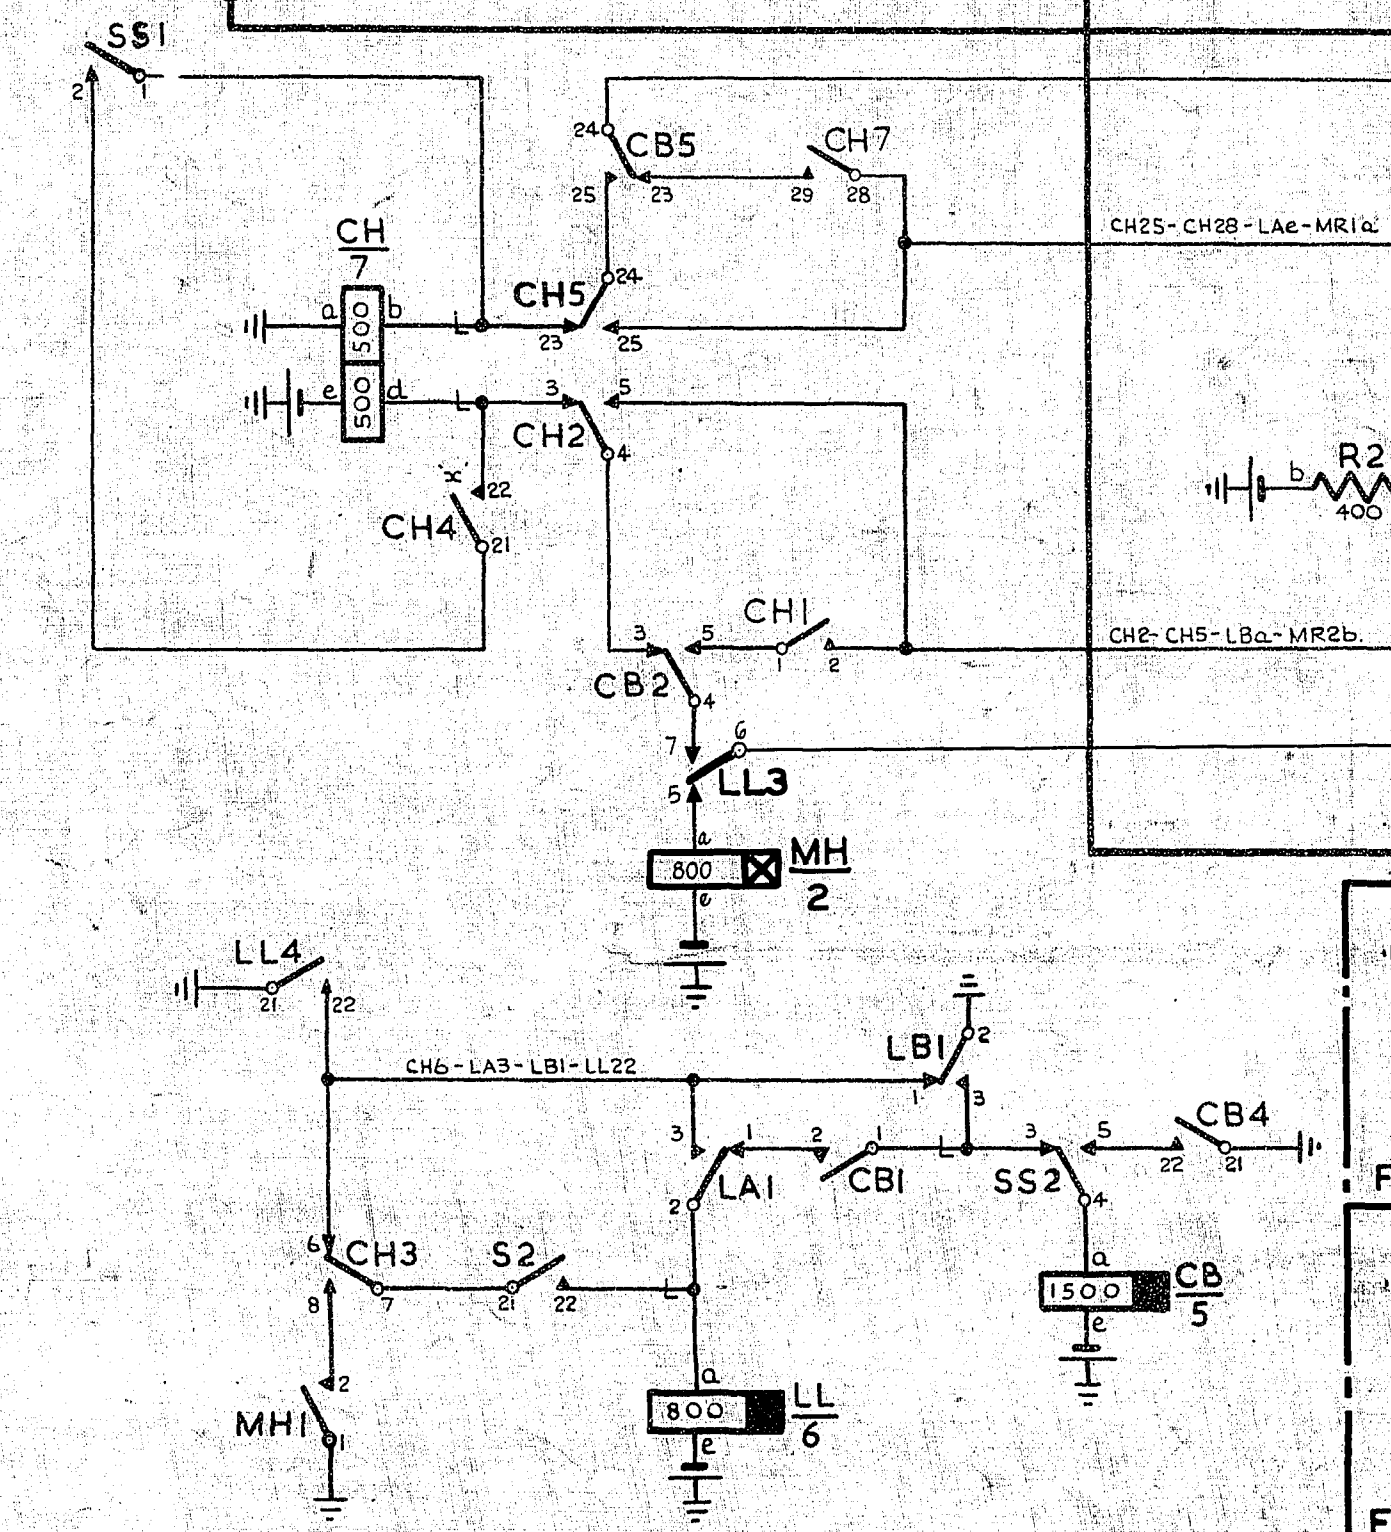 SS1
2
1
24
CB5
CH7
25
23
29
28
CH25-CH28-LAe-MR1a
CH
7
a
500
b
L
24
CH5
23
25
e
500
d
L
3
5
CH2
4
'x'
22
CH4
21
b
R2
400
CH1
3
5
1
2
CH2-CH5-LBa-MR2b.
CB2
4
7
6
LL3
5
a
800
MH
2
e
LL4
21
22
LB1
2
CH6-LA3-LB1-LL22
1
3
3
1
2
1
L
3
5
CB4
22
21
LA1
CB1
SS2
2
4
6
CH3
S2
8
7
21
22
L
a
1500
CB
5
e
2
MH1
1
a
800
LL
6
e
F